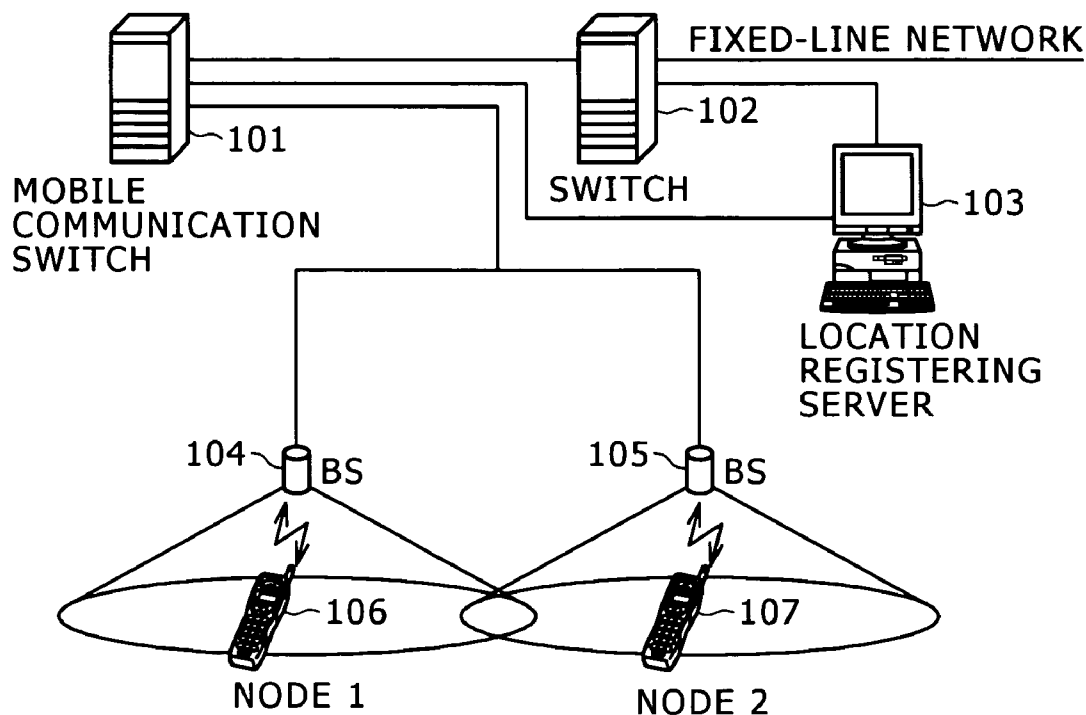 FIXED-LINE NETWORK
101
102
MOBILE
COMMUNICATION
SWITCH
SWITCH
103
LOCATION
REGISTERING
SERVER
104
BS
105
BS
106
107
NODE 1
NODE 2